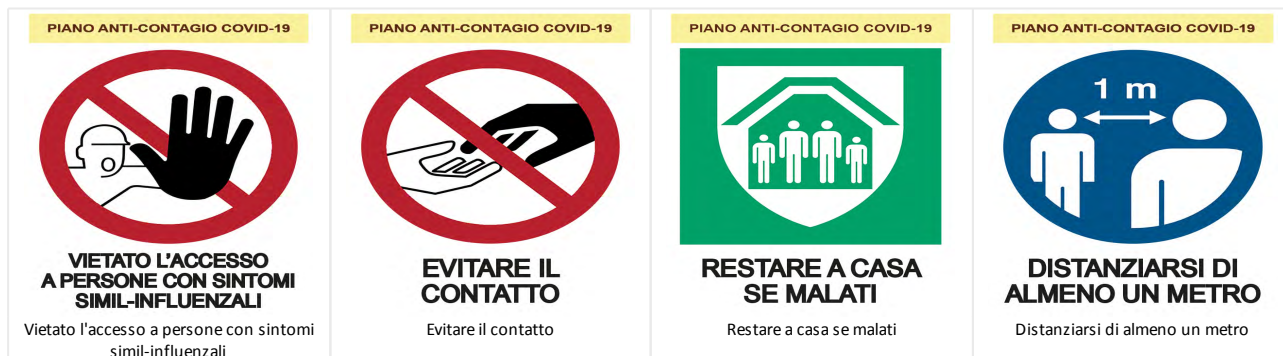 PIANO ANTI-CONTAGIO COVID-19
VIETATO L'ACCESSO
A PERSONE CON SINTOMI
SIMIL-INFLUENZALI
Vietato l'accesso a persone con sintomi
simil-influenzali
PIANO ANTI-CONTAGIO COVID-19
EVITARE IL
CONTATTO
Evitare il contatto
PIANO ANTI-CONTAGIO COVID-19
RESTARE A CASA
SE MALATI
Restare a casa se malati
PIANO ANTI-CONTAGIO COVID-19
1 m
DISTANZIARSI DI
ALMENO UN METRO
Distanziarsi di almeno un metro